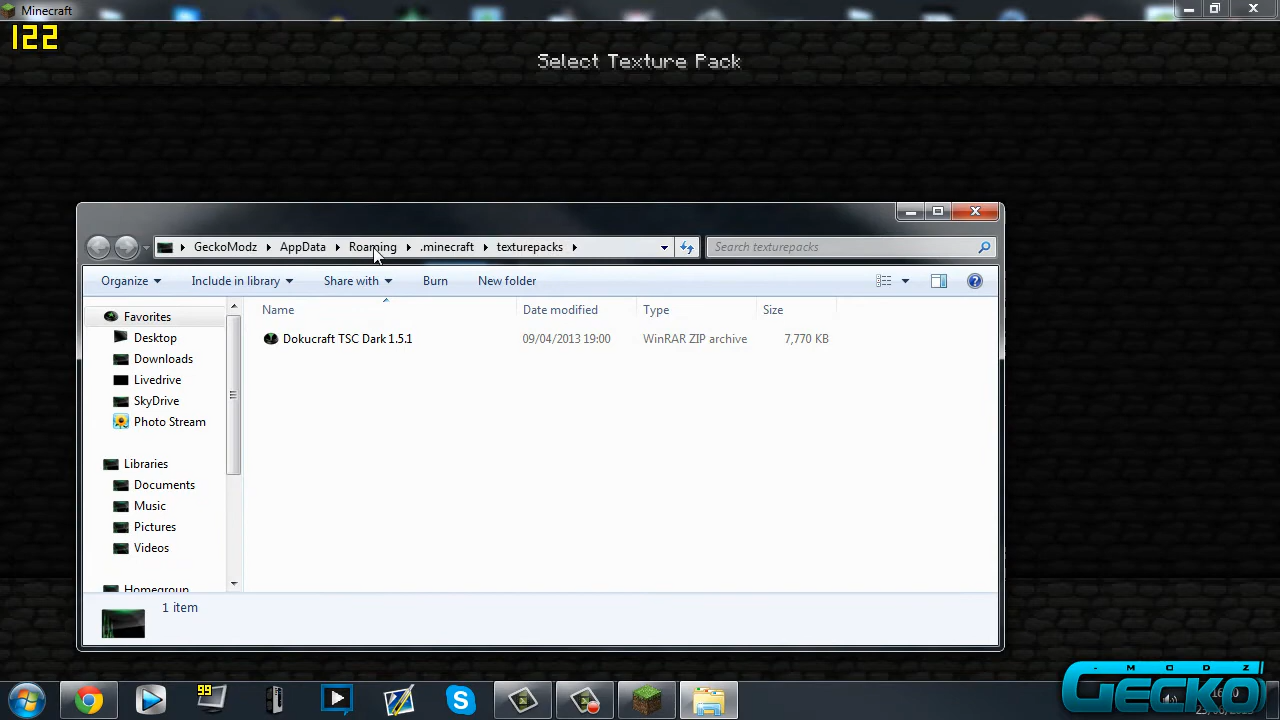 Minecraft
122
Select Texture Pack
GeckoModz AppData Roaming .minecraft texturepacks Search texturepacks
Organize Include in library Share with Burn New folder
Name Date modified Type Size
Dokucraft TSC Dark 1.5.1 09/04/2013 19:00 WinRAR ZIP archive 7,770 KB
Favorites
Desktop
Downloads
Livedrive
SkyDrive
Photo Stream
Libraries
Documents
Music
Pictures
Videos
Homegroup
1 item
99
-MODZ
GECKO